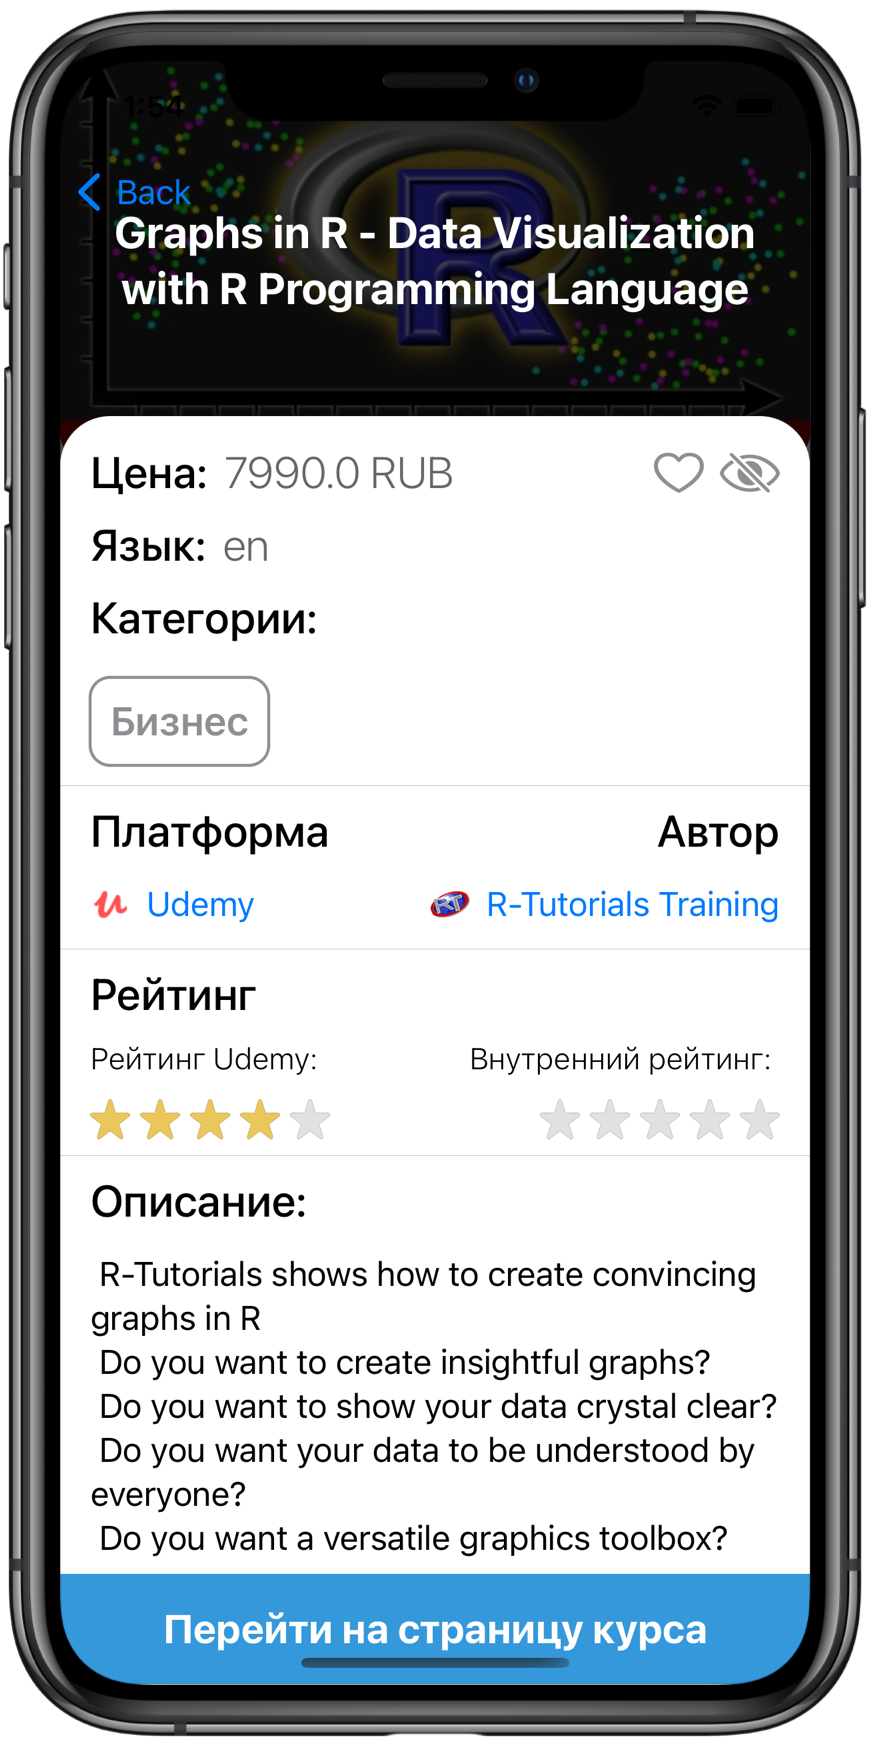 1:54
Back
Graphs in R - Data Visualization
with R Programming Language
Цена: 7990.0 RUB
Язык: en
Категории:
Бизнес
Платформа Автор
Udemy R-Tutorials Training
Рейтинг
Рейтинг Udemy: Внутренний рейтинг:
Описание:
R-Tutorials shows how to create convincing
graphs in R
Do you want to create insightful graphs?
Do you want to show your data crystal clear?
Do you want your data to be understood by
everyone?
Do you want a versatile graphics toolbox?
Перейти на страницу курса